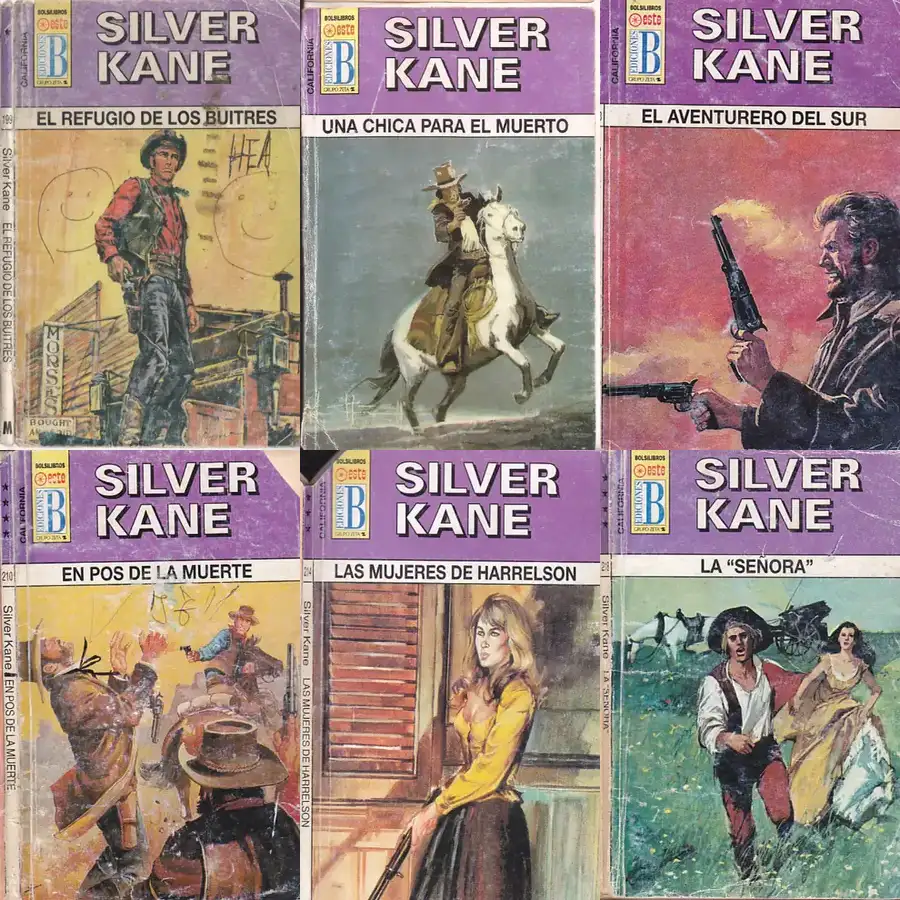 BOLSILIBROS
oeste
EDICIONES
B
GRUPO ZETA
CALIFORNIA
SILVER
KANE
199
EL REFUGIO DE LOS BUITRES
HEA
Silver Kane EL REFUGIO DE LOS BUITRES
M
BOUGHT
BOLSILIBROS
oeste
EDICIONES
B
GRUPO ZETA
CALIFORNIA
SILVER
KANE
UNA CHICA PARA EL MUERTO
BOLSILIBROS
oeste
EDICIONES
B
GRUPO ZETA
CALIFORNIA
SILVER
KANE
EL AVENTURERO DEL SUR
BOLSILIBROS
oeste
EDICIONES
B
GRUPO ZETA
CALIFORNIA
SILVER
KANE
210
EN POS DE LA MUERTE
Silver Kane EN POS DE LA MUERTE
BOLSILIBROS
oeste
EDICIONES
B
GRUPO ZETA
CALIFORNIA
SILVER
KANE
214
LAS MUJERES DE HARRELSON
Silver Kane LAS MUJERES DE HARRELSON
BOLSILIBROS
oeste
EDICIONES
B
GRUPO ZETA
CALIFORNIA
SILVER
KANE
218
LA "SEÑORA"
Silver Kane LA "SEÑORA"